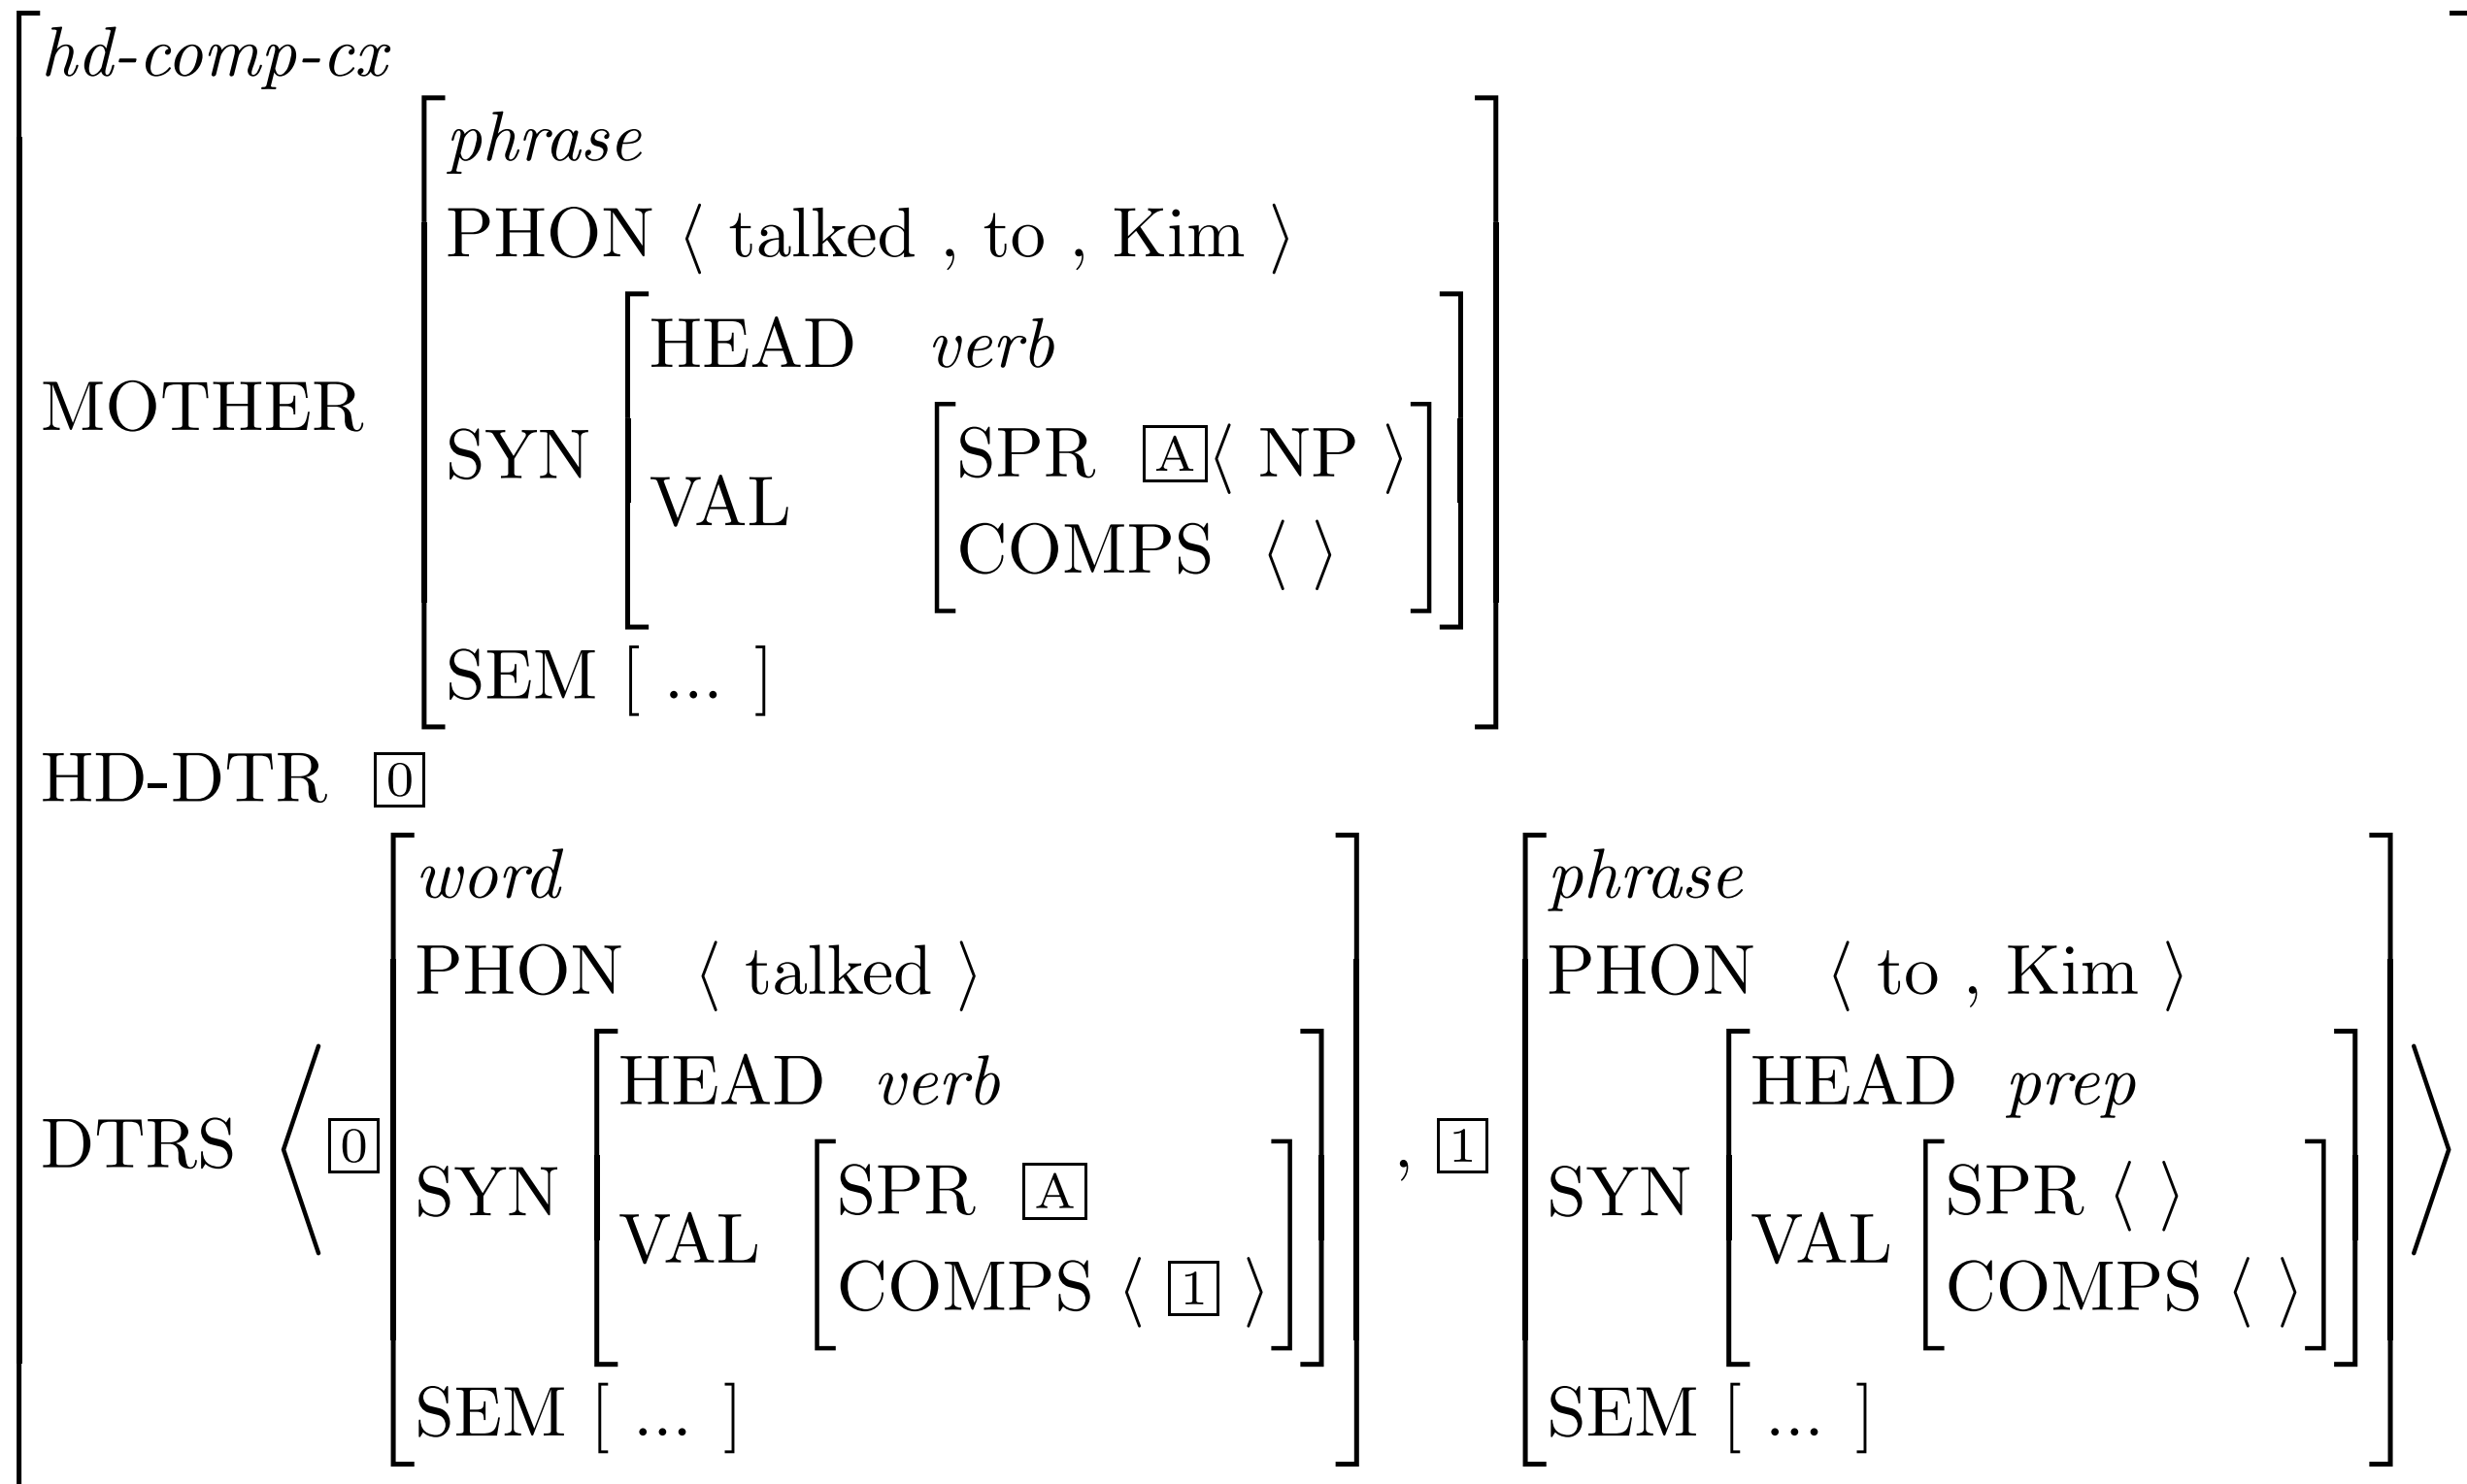 hd-comp-cx
phrase
PHON ⟨ talked , to , Kim ⟩
HEAD verb
MOTHER
SYN
VAL
SPR A⟨ NP ⟩
COMPS ⟨ ⟩
SEM [ ... ]
HD-DTR 0
word
PHON ⟨ talked ⟩
HEAD verb
DTRS ⟨ 0
SYN
VAL
SPR A
COMPS ⟨ 1 ⟩
SEM [ ... ]
, 1
phrase
PHON ⟨ to , Kim ⟩
HEAD prep
SYN
VAL
SPR ⟨ ⟩
COMPS ⟨ ⟩
SEM [ ... ]
⟩